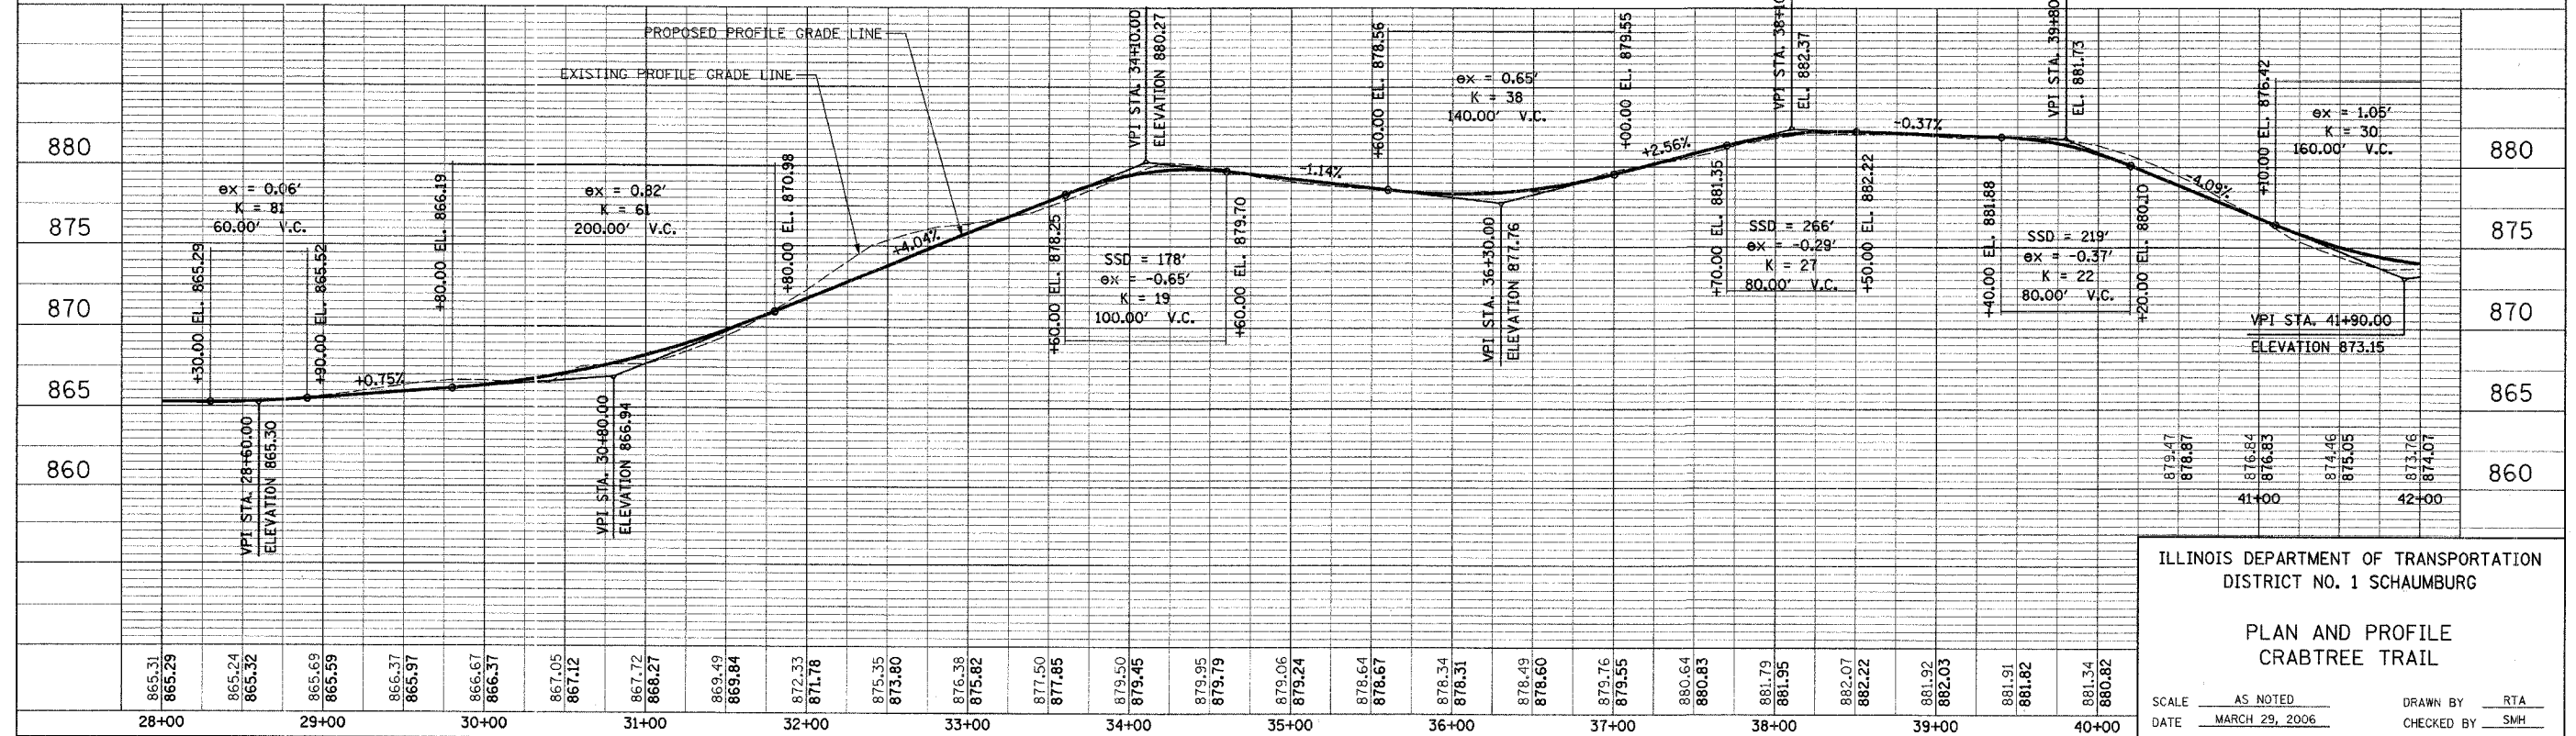 PROPOSED PROFILE GRADE LINE
EXISTING PROFILE GRADE LINE
880
875
870
865
860
880
875
870
865
860
+30.00 EL. 865.29
ex = 0.06'
K = 81
60.00' V.C.
+90.00 EL. 865.52
VPI STA. 28+60.00
ELEVATION 865.30
+0.75%
+80.00 EL. 866.19
ex = 0.82'
K = 61
200.00' V.C.
+80.00 EL. 870.98
VPI STA. 30+80.00
ELEVATION 866.94
+4.04%
+60.00 EL. 878.25
VPI STA. 34+10.00
ELEVATION 880.27
SSD = 178'
ex = -0.65'
K = 19
100.00' V.C.
+60.00 EL. 879.70
-1.14%
+60.00 EL. 878.56
ex = 0.65'
K = 38
140.00' V.C.
+00.00 EL. 879.55
VPI STA. 36+30.00
ELEVATION 877.76
+2.56%
+70.00 EL. 881.35
VPI STA.
EL. 882.37
SSD = 266'
ex = -0.29'
K = 27
80.00' V.C.
+50.00 EL. 882.22
-0.37%
+40.00 EL. 881.88
VPI STA. 39+80
EL. 881.73
SSD = 219'
ex = -0.37'
K = 22
80.00' V.C.
+20.00 EL. 880.10
-4.09%
+10.00 EL. 876.42
ex = 1.05'
K = 30
160.00' V.C.
VPI STA. 41+90.00
ELEVATION 873.15
879.47
878.87
876.84
876.83
874.46
875.05
873.76
874.07
41+00
42+00
865.31
865.29
865.24
865.32
865.69
865.59
866.37
865.97
866.67
866.37
867.05
867.12
867.72
868.27
869.49
869.84
872.33
871.78
875.35
873.80
876.38
875.82
877.50
877.85
879.50
879.45
879.95
879.79
879.06
879.24
878.64
878.67
878.34
878.31
878.49
878.60
879.76
879.55
880.64
880.83
881.79
881.95
882.07
882.22
881.92
882.03
881.91
881.82
881.34
880.82
28+00
29+00
30+00
31+00
32+00
33+00
34+00
35+00
36+00
37+00
38+00
39+00
40+00
ILLINOIS DEPARTMENT OF TRANSPORTATION
DISTRICT NO. 1 SCHAUMBURG
PLAN AND PROFILE
CRABTREE TRAIL
SCALE AS NOTED
DRAWN BY RTA
DATE MARCH 29, 2006
CHECKED BY SMH